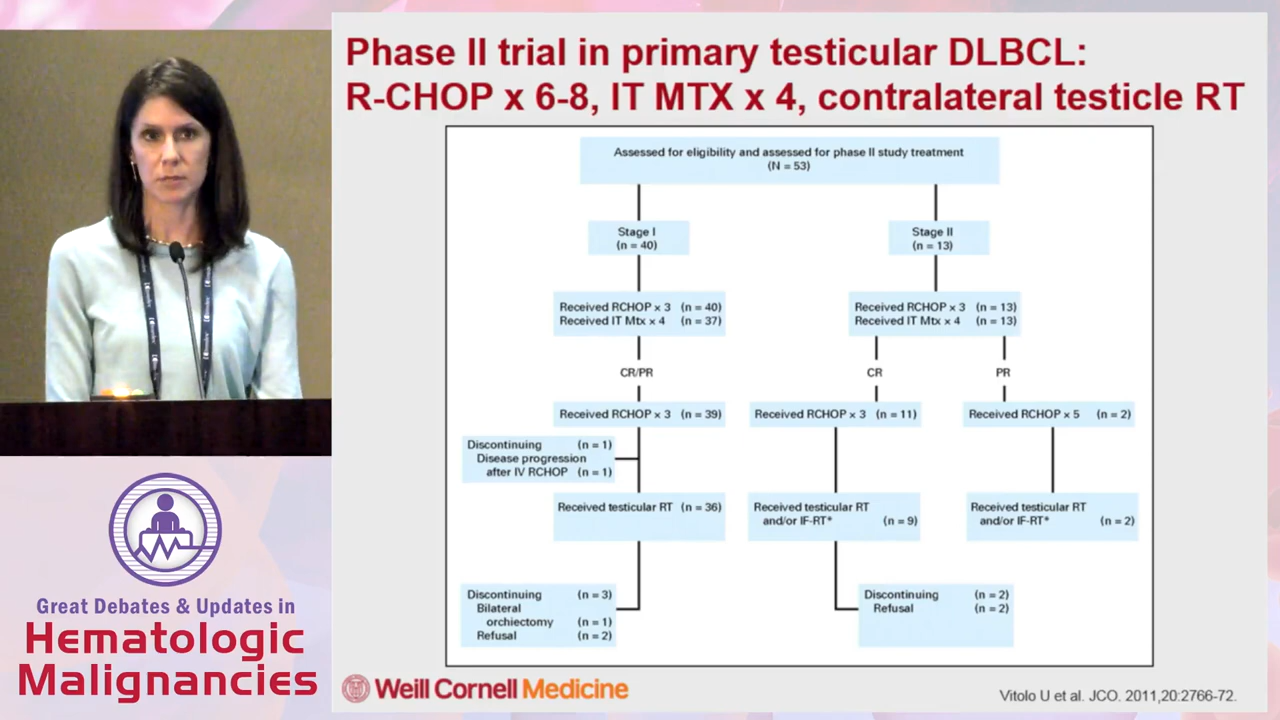 Phase II trial in primary testicular DLBCL:
R-CHOP x 6-8, IT MTX x 4, contralateral testicle RT
Assessed for eligibility and assessed for phase II study treatment
(N = 53)
Stage I
(n = 40)
Stage II
(n = 13)
Received RCHOP x 3 (n = 40)
Received IT Mtx x 4 (n = 37)
Received RCHOP x 3 (n = 13)
Received IT Mtx x 4 (n = 13)
CR/PR
CR
PR
Received RCHOP x 3 (n = 39)
Received RCHOP x 3 (n = 11)
Received RCHOP x 5 (n = 2)
Discontinuing (n = 1)
Disease progression
after IV RCHOP (n = 1)
Received testicular RT (n = 36)
Received testicular RT
and/or IF-RT* (n = 9)
Received testicular RT
and/or IF-RT* (n = 2)
Discontinuing (n = 3)
Bilateral
orchiectomy (n = 1)
Refusal (n = 2)
Discontinuing (n = 2)
Refusal (n = 2)
Great Debates & Updates in
Hematologic
Malignancies
Weill Cornell Medicine
Vitolo U et al. JCO. 2011,20:2766-72.